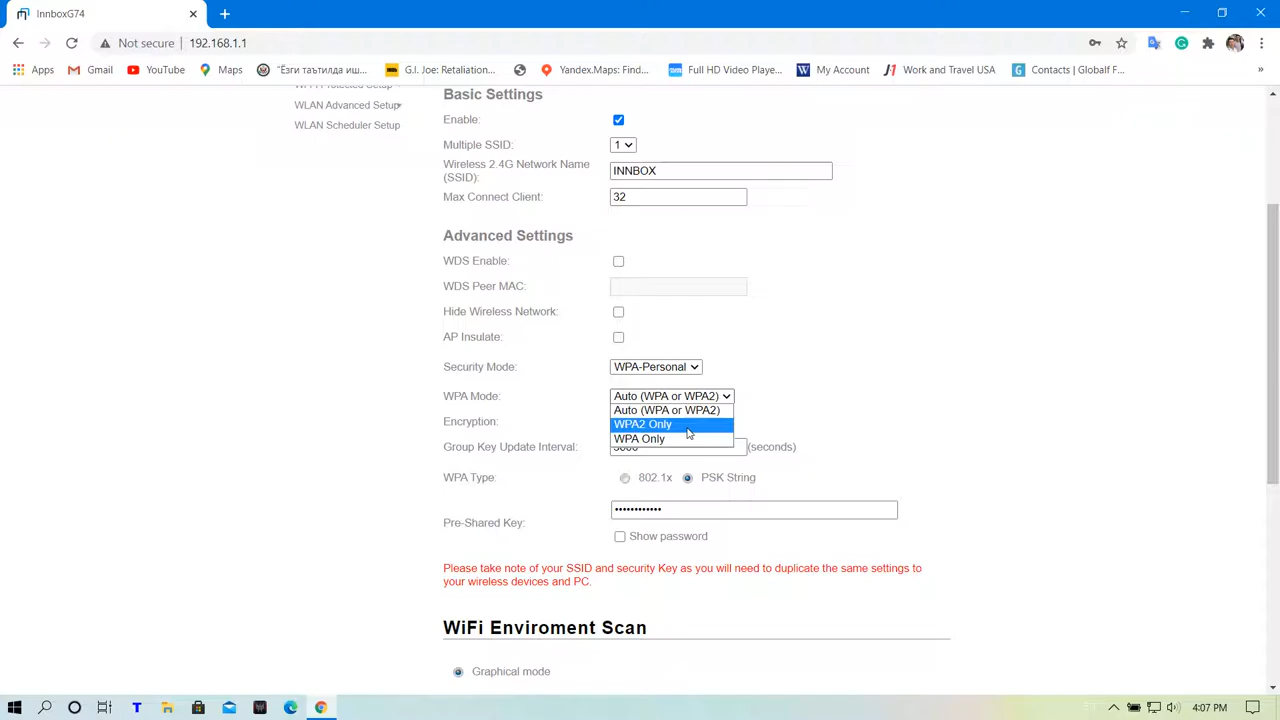 InnboxG74
Not secure 192.168.1.1
Apps Gmail YouTube Maps "Ёзги таътилда иш... G.I. Joe: Retaliation... Yandex.Maps: Find... Full HD Video Playe... My Account Work and Travel USA Contacts | Globalf F... »
WLAN Advanced Setup
WLAN Scheduler Setup
Basic Settings
Enable:
Multiple SSID: 1
Wireless 2.4G Network Name (SSID): INNBOX
Max Connect Client: 32
Advanced Settings
WDS Enable:
WDS Peer MAC:
Hide Wireless Network:
AP Insulate:
Security Mode: WPA-Personal
WPA Mode: Auto (WPA or WPA2)
Auto (WPA or WPA2)
WPA2 Only
WPA Only
Encryption:
Group Key Update Interval: (seconds)
WPA Type: 802.1x PSK String
Pre-Shared Key: ••••••••••••
Show password
Please take note of your SSID and security Key as you will need to duplicate the same settings to
your wireless devices and PC.
WiFi Enviroment Scan
Graphical mode
4:07 PM